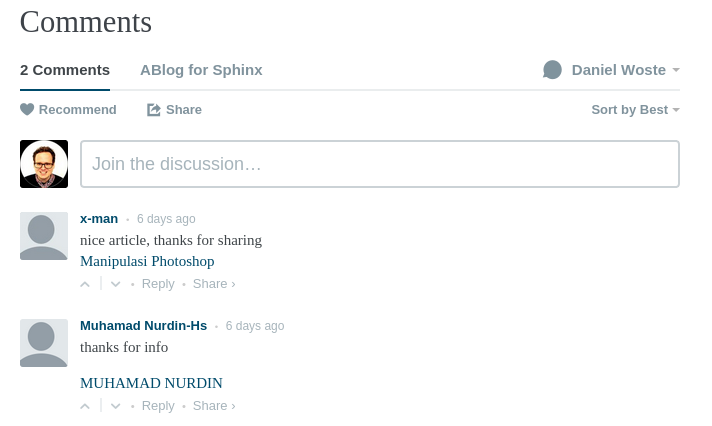 Comments
2 Comments ABlog for Sphinx Daniel Woste
Recommend Share Sort by Best
Join the discussion…
x-man • 6 days ago
nice article, thanks for sharing
Manipulasi Photoshop
• Reply • Share ›
Muhamad Nurdin-Hs • 6 days ago
thanks for info
MUHAMAD NURDIN
• Reply • Share ›